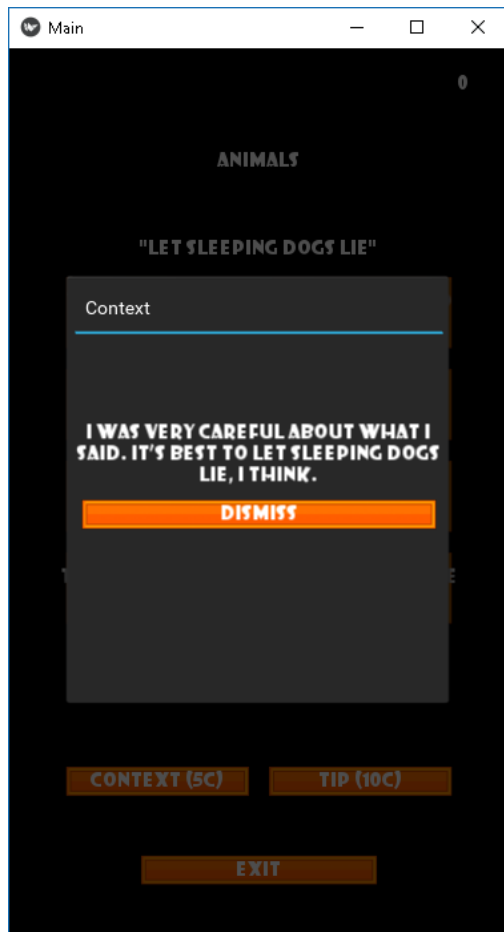 Main
0
ANIMALS
"LET SLEEPING DOGS LIE"
Context
I WAS VERY CAREFUL ABOUT WHAT I
SAID. IT'S BEST TO LET SLEEPING DOGS
LIE, I THINK.
DISMISS
CONTEXT (5C)
TIP (10C)
EXIT